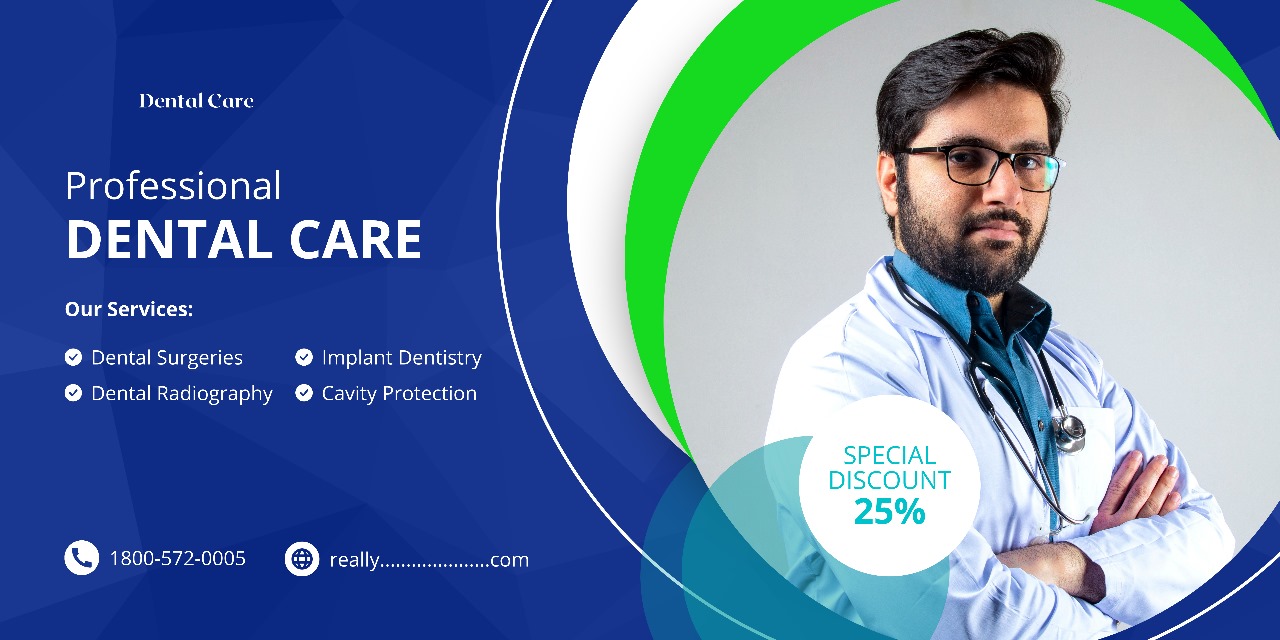 Dental Care
Professional
DENTAL CARE
Our Services:
Dental Surgeries
Implant Dentistry
Dental Radiography
Cavity Protection
1800-572-0005
really.....................com
SPECIAL
DISCOUNT
25%